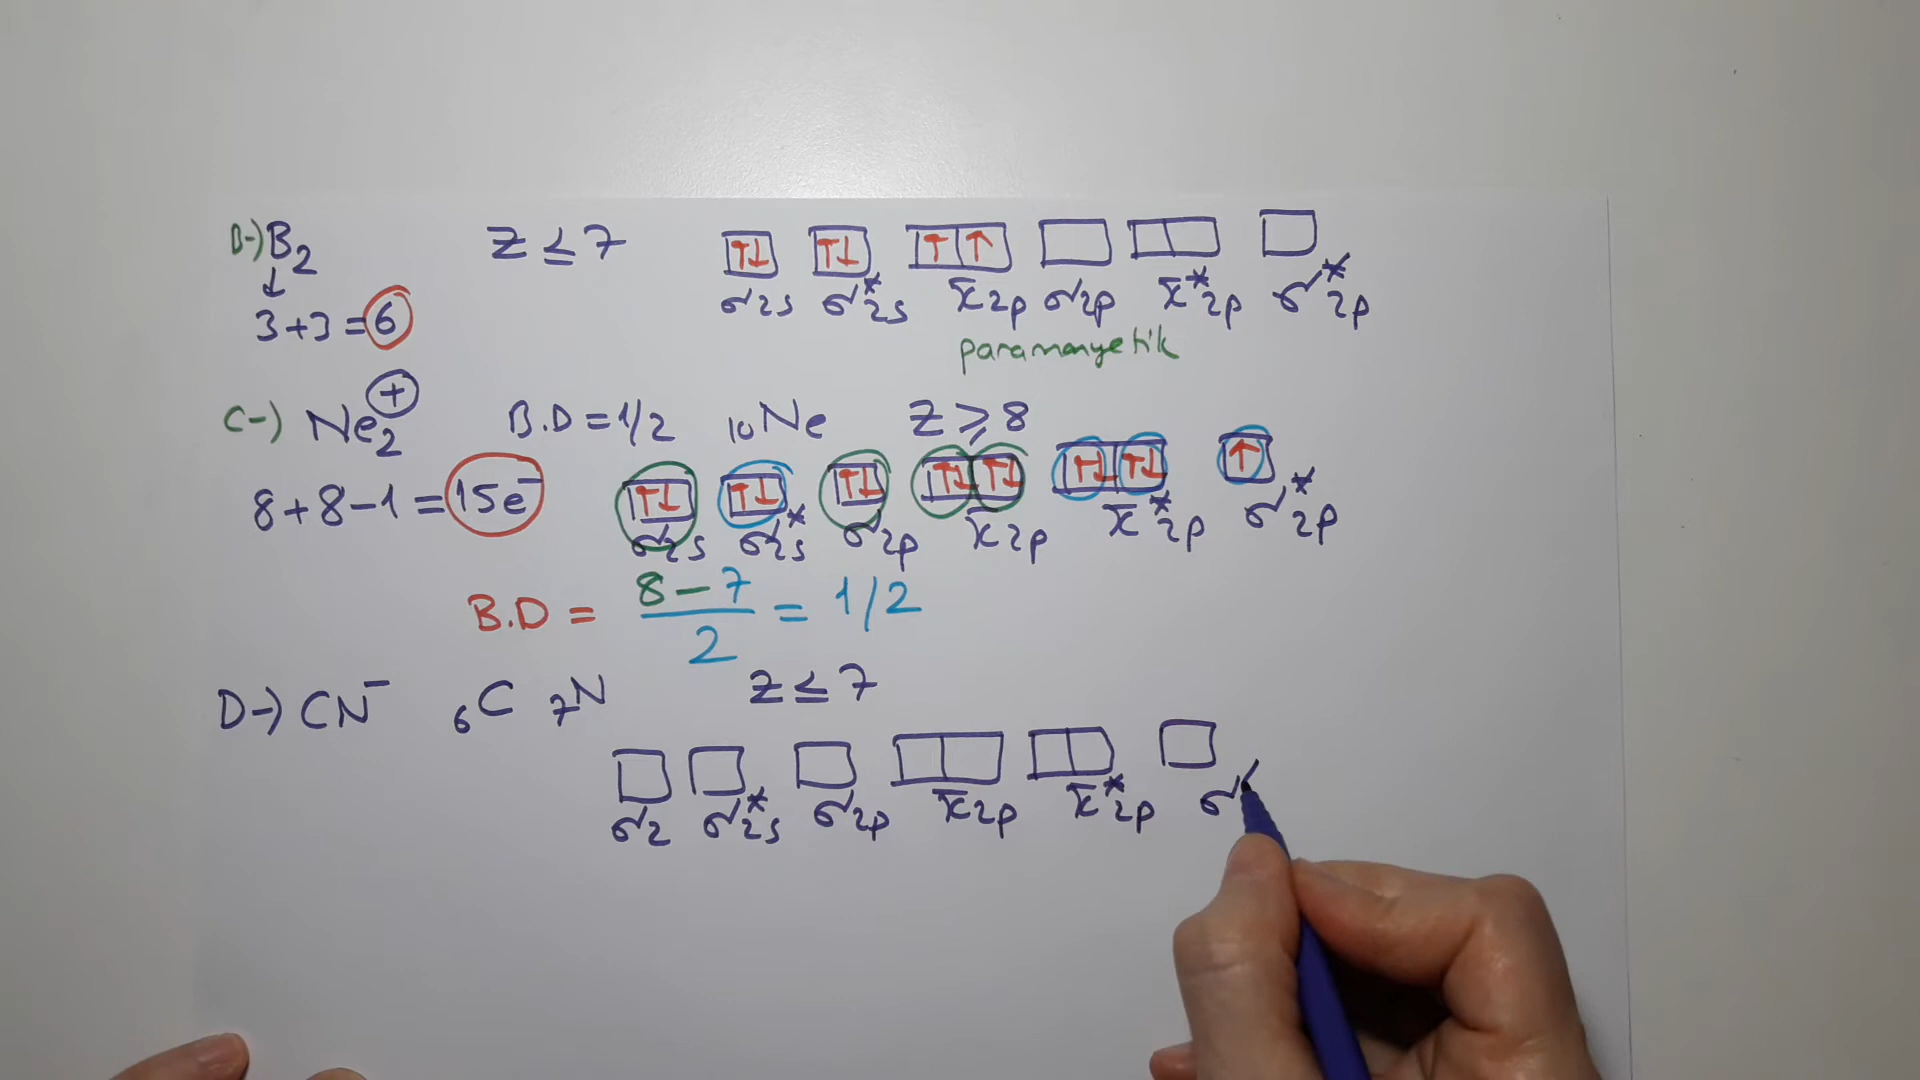 B-) B₂ Z ≤ 7 ↑↓ ↑↓ ↑ ↑
σ2s σ*2s π2p σ2p π*2p σ*2p
↓
3+3=6
paramanyetik
C-) Ne₂⁺ B.D = 1/2 ₁₀Ne Z ≥ 8
8+8-1 = 15e⁻ ↑↓ ↑↓ ↑↓ ↑↓ ↑↓ ↑↓ ↑↓ ↑
σ2s σ*2s σ2p π2p π*2p σ*2p
B.D = 8-7/2 = 1/2
D-) CN⁻ ₆C ₇N Z ≤ 7
σ2 σ*2s σ2p π2p π*2p σ